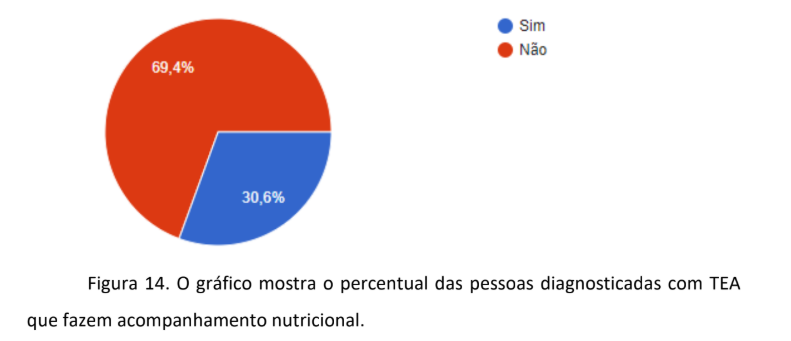 Sim
Não
69,4%
30,6%
Figura 14. O gráfico mostra o percentual das pessoas diagnosticadas com TEA
que fazem acompanhamento nutricional.